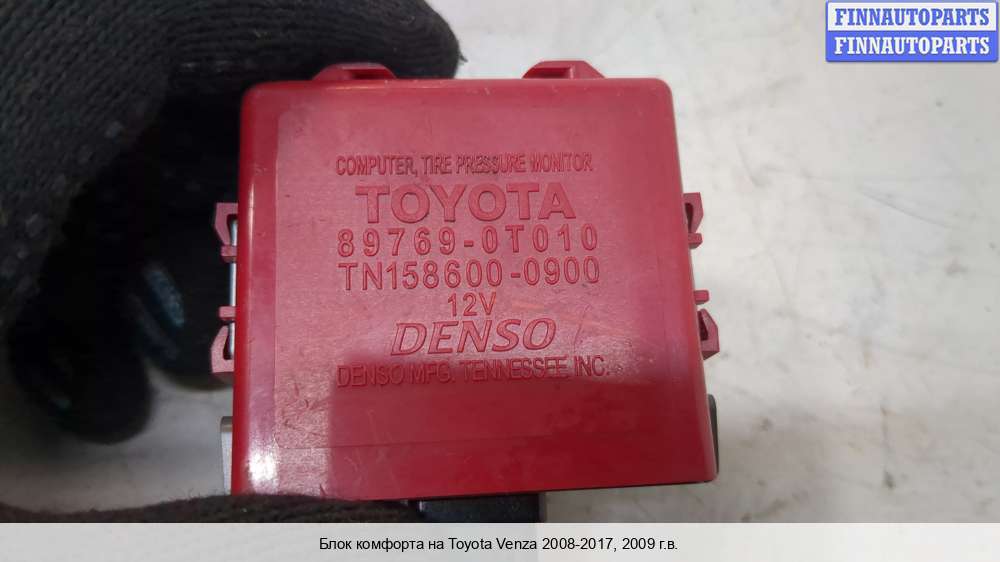 FINNAUTOPARTS
FINNAUTOPARTS
COMPUTER, TIRE PRESSURE MONITOR
TOYOTA
89769-0T010
TN158600-0900
12V
DENSO
DENSO MFG. TENNESSEE, INC.
Блок комфорта на Toyota Venza 2008-2017, 2009 г.в.